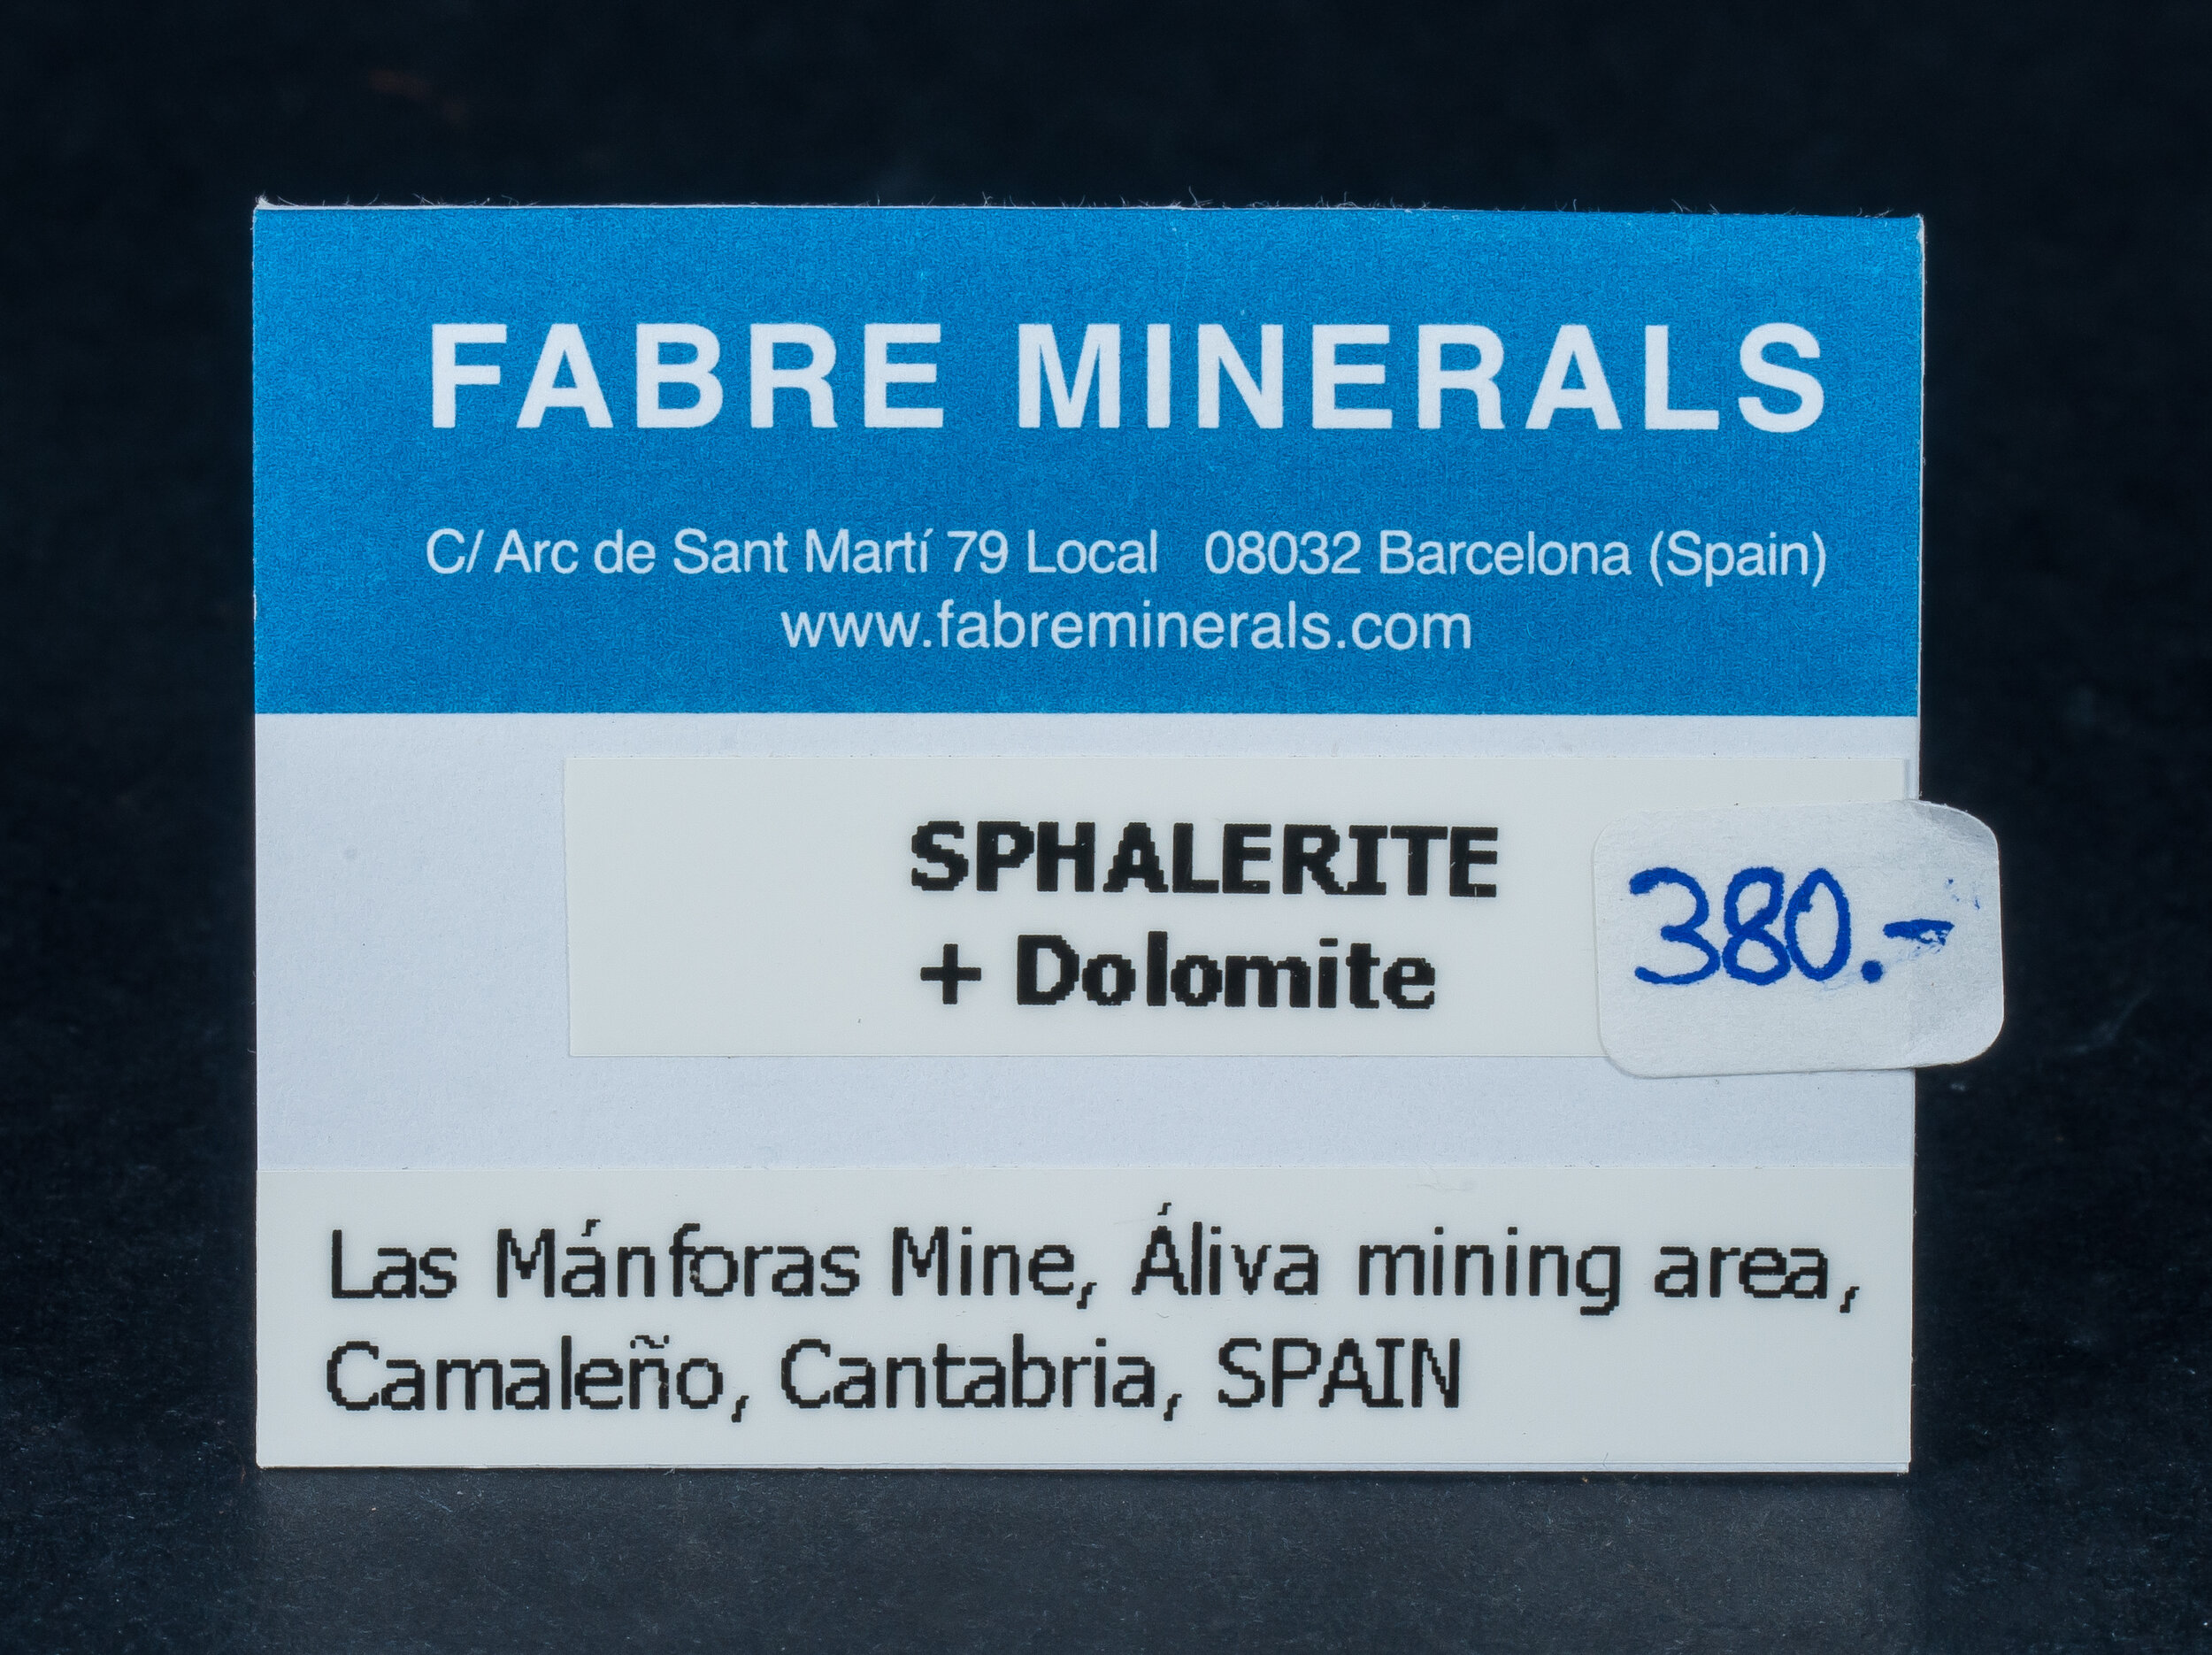 FABRE MINERALS
C/ Arc de Sant Martí 79 Local 08032 Barcelona (Spain)
www.fabreminerals.com
SPHALERITE
+ Dolomite
380.-
Las Mánforas Mine, Áliva mining area,
Camaleño, Cantabria, SPAIN